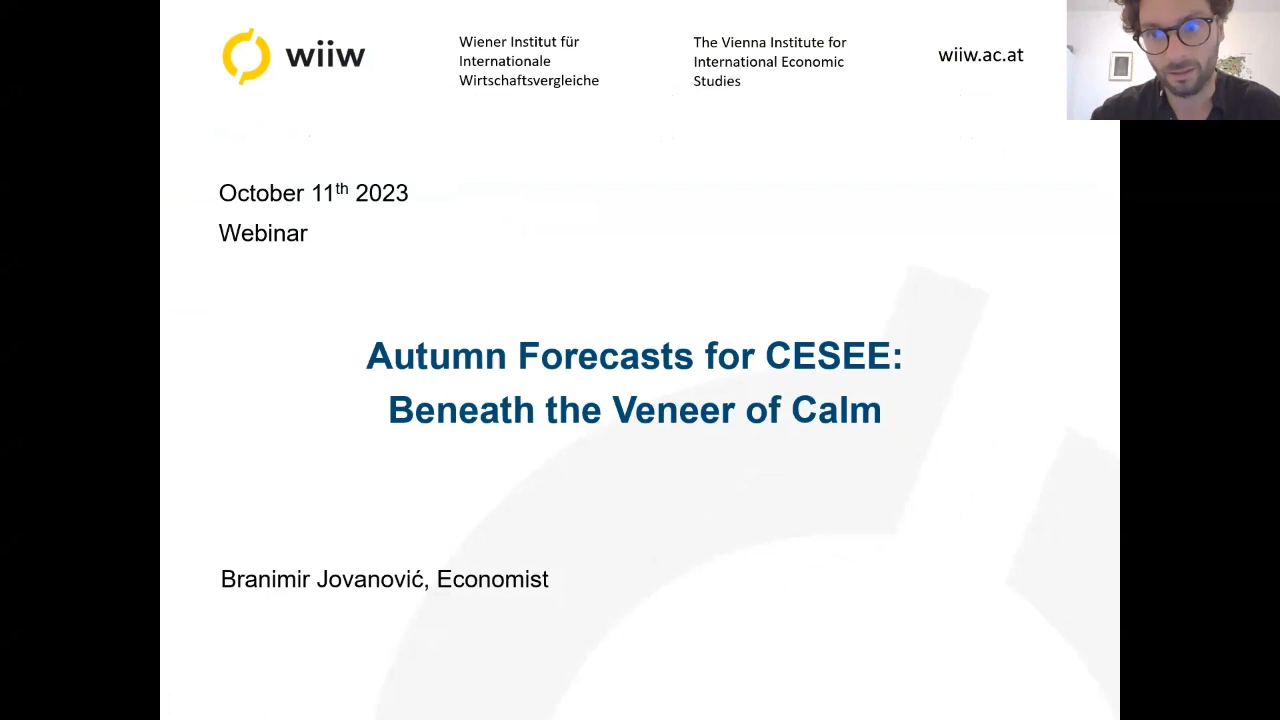 wiiw
Wiener Institut für
Internationale
Wirtschaftsvergleiche
The Vienna Institute for
International Economic
Studies
wiiw.ac.at
October 11th 2023
Webinar
Autumn Forecasts for CESEE:
Beneath the Veneer of Calm
Branimir Jovanović, Economist